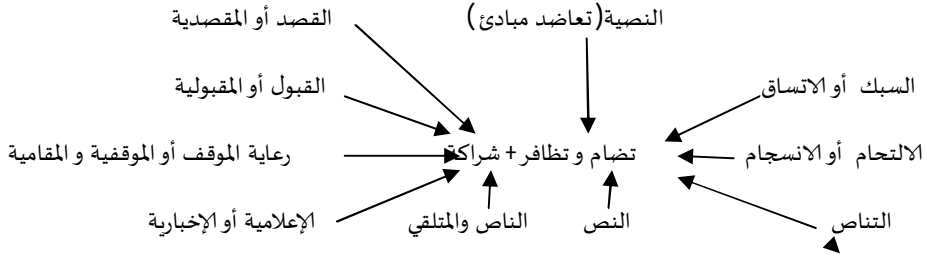 النصية(تعاضد مبادئ) القصد أو المقصدية
السبك أو الاتساق القبول أو المقبولية
الالتحام أو الانسجام تضام و تظافر + شراكة رعاية الموقف أو الموقفية و المقامية
التناص النص الناص والمتلقي الإعلامية أو الإخبارية